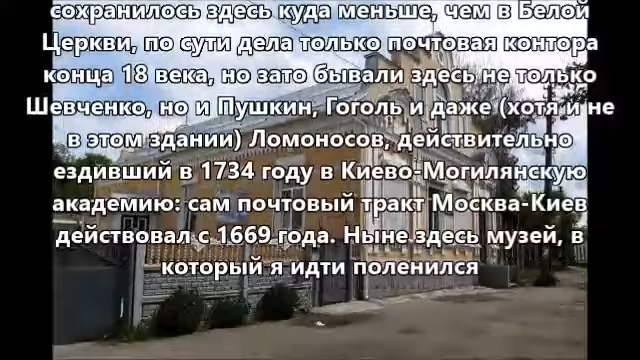 сохранилось здесь куда меньше, чем в Белой
Церкви, по сути дела только почтовая контора
конца 18 века, но зато бывали здесь не только
Шевченко, но и Пушкин, Гоголь и даже (хотя и не
в этом здании) Ломоносов, действительно
ездивший в 1734 году в Киево-Могилянскую
академию: сам почтовый тракт Москва-Киев
действовал с 1669 года. Ныне здесь музей, в
который я идти поленился